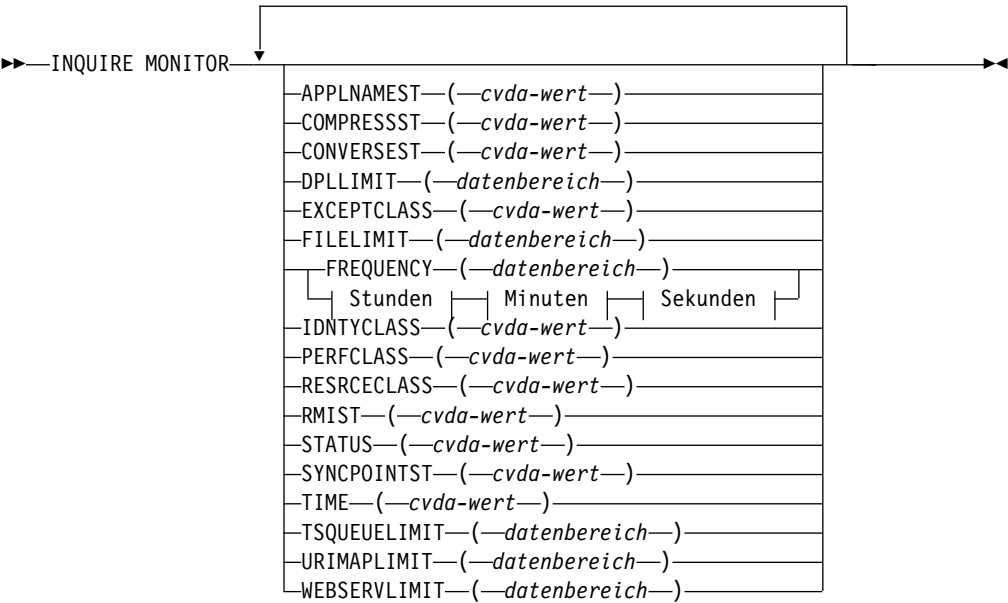 INQUIRE MONITOR
APPLNAMEST ( cvda-wert )
COMPRESSST ( cvda-wert )
CONVERSEST ( cvda-wert )
DPLLIMIT ( datenbereich )
EXCEPTCLASS ( cvda-wert )
FILELIMIT ( datenbereich )
FREQUENCY ( datenbereich )
Stunden Minuten Sekunden
IDNTYCLASS ( cvda-wert )
PERFCLASS ( cvda-wert )
RESRCECLASS ( cvda-wert )
RMIST ( cvda-wert )
STATUS ( cvda-wert )
SYNCPOINTST ( cvda-wert )
TIME ( cvda-wert )
TSQUEUELIMIT ( datenbereich )
URIMAPLIMIT ( datenbereich )
WEBSERVLIMIT ( datenbereich )